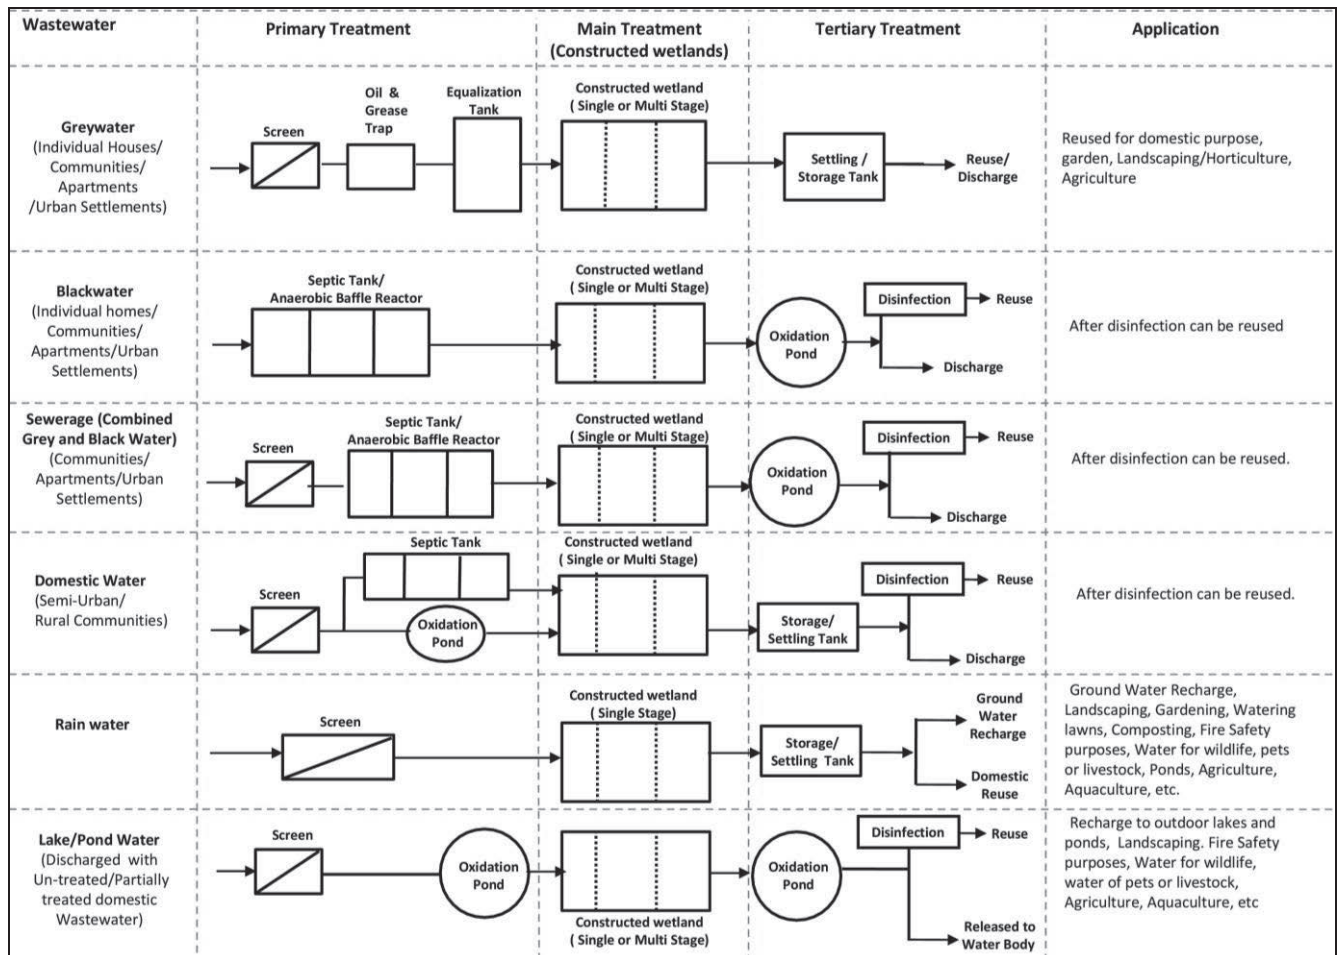 Wastewater
Primary Treatment
Main Treatment
(Constructed wetlands)
Tertiary Treatment
Application
Greywater
(Individual Houses/
Communities/
Apartments
/Urban Settlements)
Screen
Oil &
Grease
Trap
Equalization
Tank
Constructed wetland
( Single or Multi Stage)
Settling /
Storage Tank
Reuse/
Discharge
Reused for domestic purpose,
garden, Landscaping/Horticulture,
Agriculture
Blackwater
(Individual homes/
Communities/
Apartments/Urban
Settlements)
Septic Tank/
Anaerobic Baffle Reactor
Constructed wetland
(Single or Multi Stage)
Oxidation
Pond
Disinfection
Reuse
Discharge
After disinfection can be reused
Sewerage (Combined
Grey and Black Water)
(Communities/
Apartments/Urban
Settlements)
Screen
Septic Tank/
Anaerobic Baffle Reactor
Constructed wetland
(Single or Multi Stage)
Oxidation
Pond
Disinfection
Reuse
Discharge
After disinfection can be reused.
Domestic Water
(Semi-Urban/
Rural Communities)
Screen
Septic Tank
Oxidation
Pond
Constructed wetland
( Single or Multi Stage)
Storage/
Settling Tank
Disinfection
Reuse
Discharge
After disinfection can be reused.
Rain water
Screen
Constructed wetland
( Single Stage)
Storage/
Settling Tank
Ground
Water
Recharge
Domestic
Reuse
Ground Water Recharge,
Landscaping, Gardening, Watering
lawns, Composting, Fire Safety
purposes, Water for wildlife, pets
or livestock, Ponds, Agriculture,
Aquaculture, etc.
Lake/Pond Water
(Discharged with
Un-treated/Partially
treated domestic
Wastewater)
Screen
Oxidation
Pond
Constructed wetland
( Single or Multi Stage)
Oxidation
Pond
Disinfection
Reuse
Released to
Water Body
Recharge to outdoor lakes and
ponds, Landscaping. Fire Safety
purposes, Water for wildlife,
water of pets or livestock,
Agriculture, Aquaculture, etc